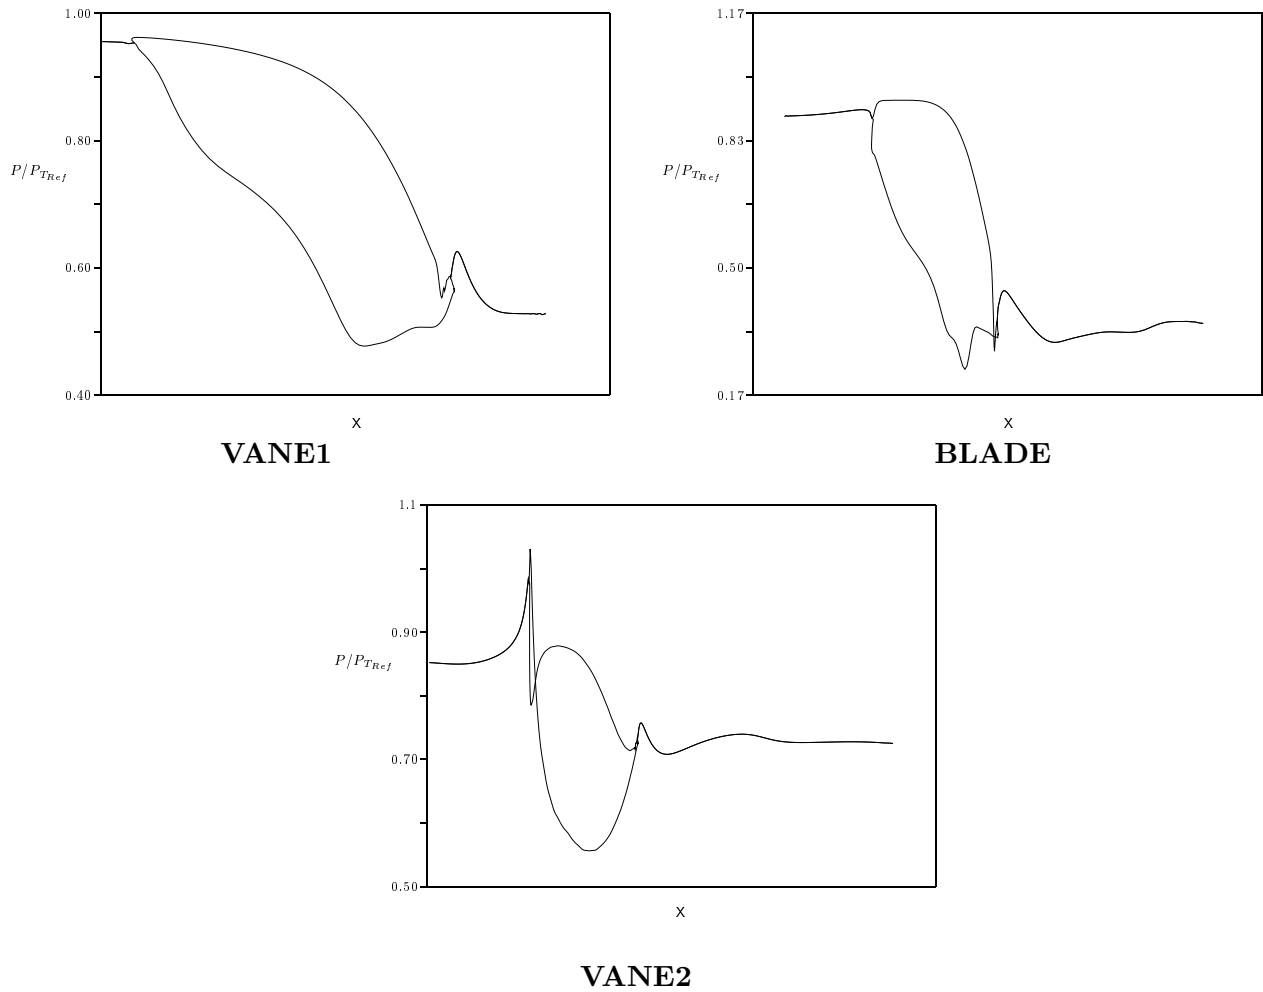 1.00 1.17
0.80 0.83
P/P_{T_{Ref}} P/P_{T_{Ref}}
0.60 0.50
0.40 0.17
X X
VANE1 BLADE
1.1
0.90
P/P_{T_{Ref}}
0.70
0.50
X
VANE2